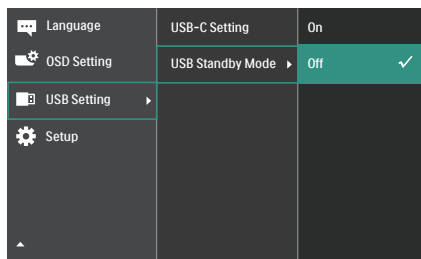 Language
OSD Setting
USB Setting
Setup
USB-C Setting
USB Standby Mode
On
Off